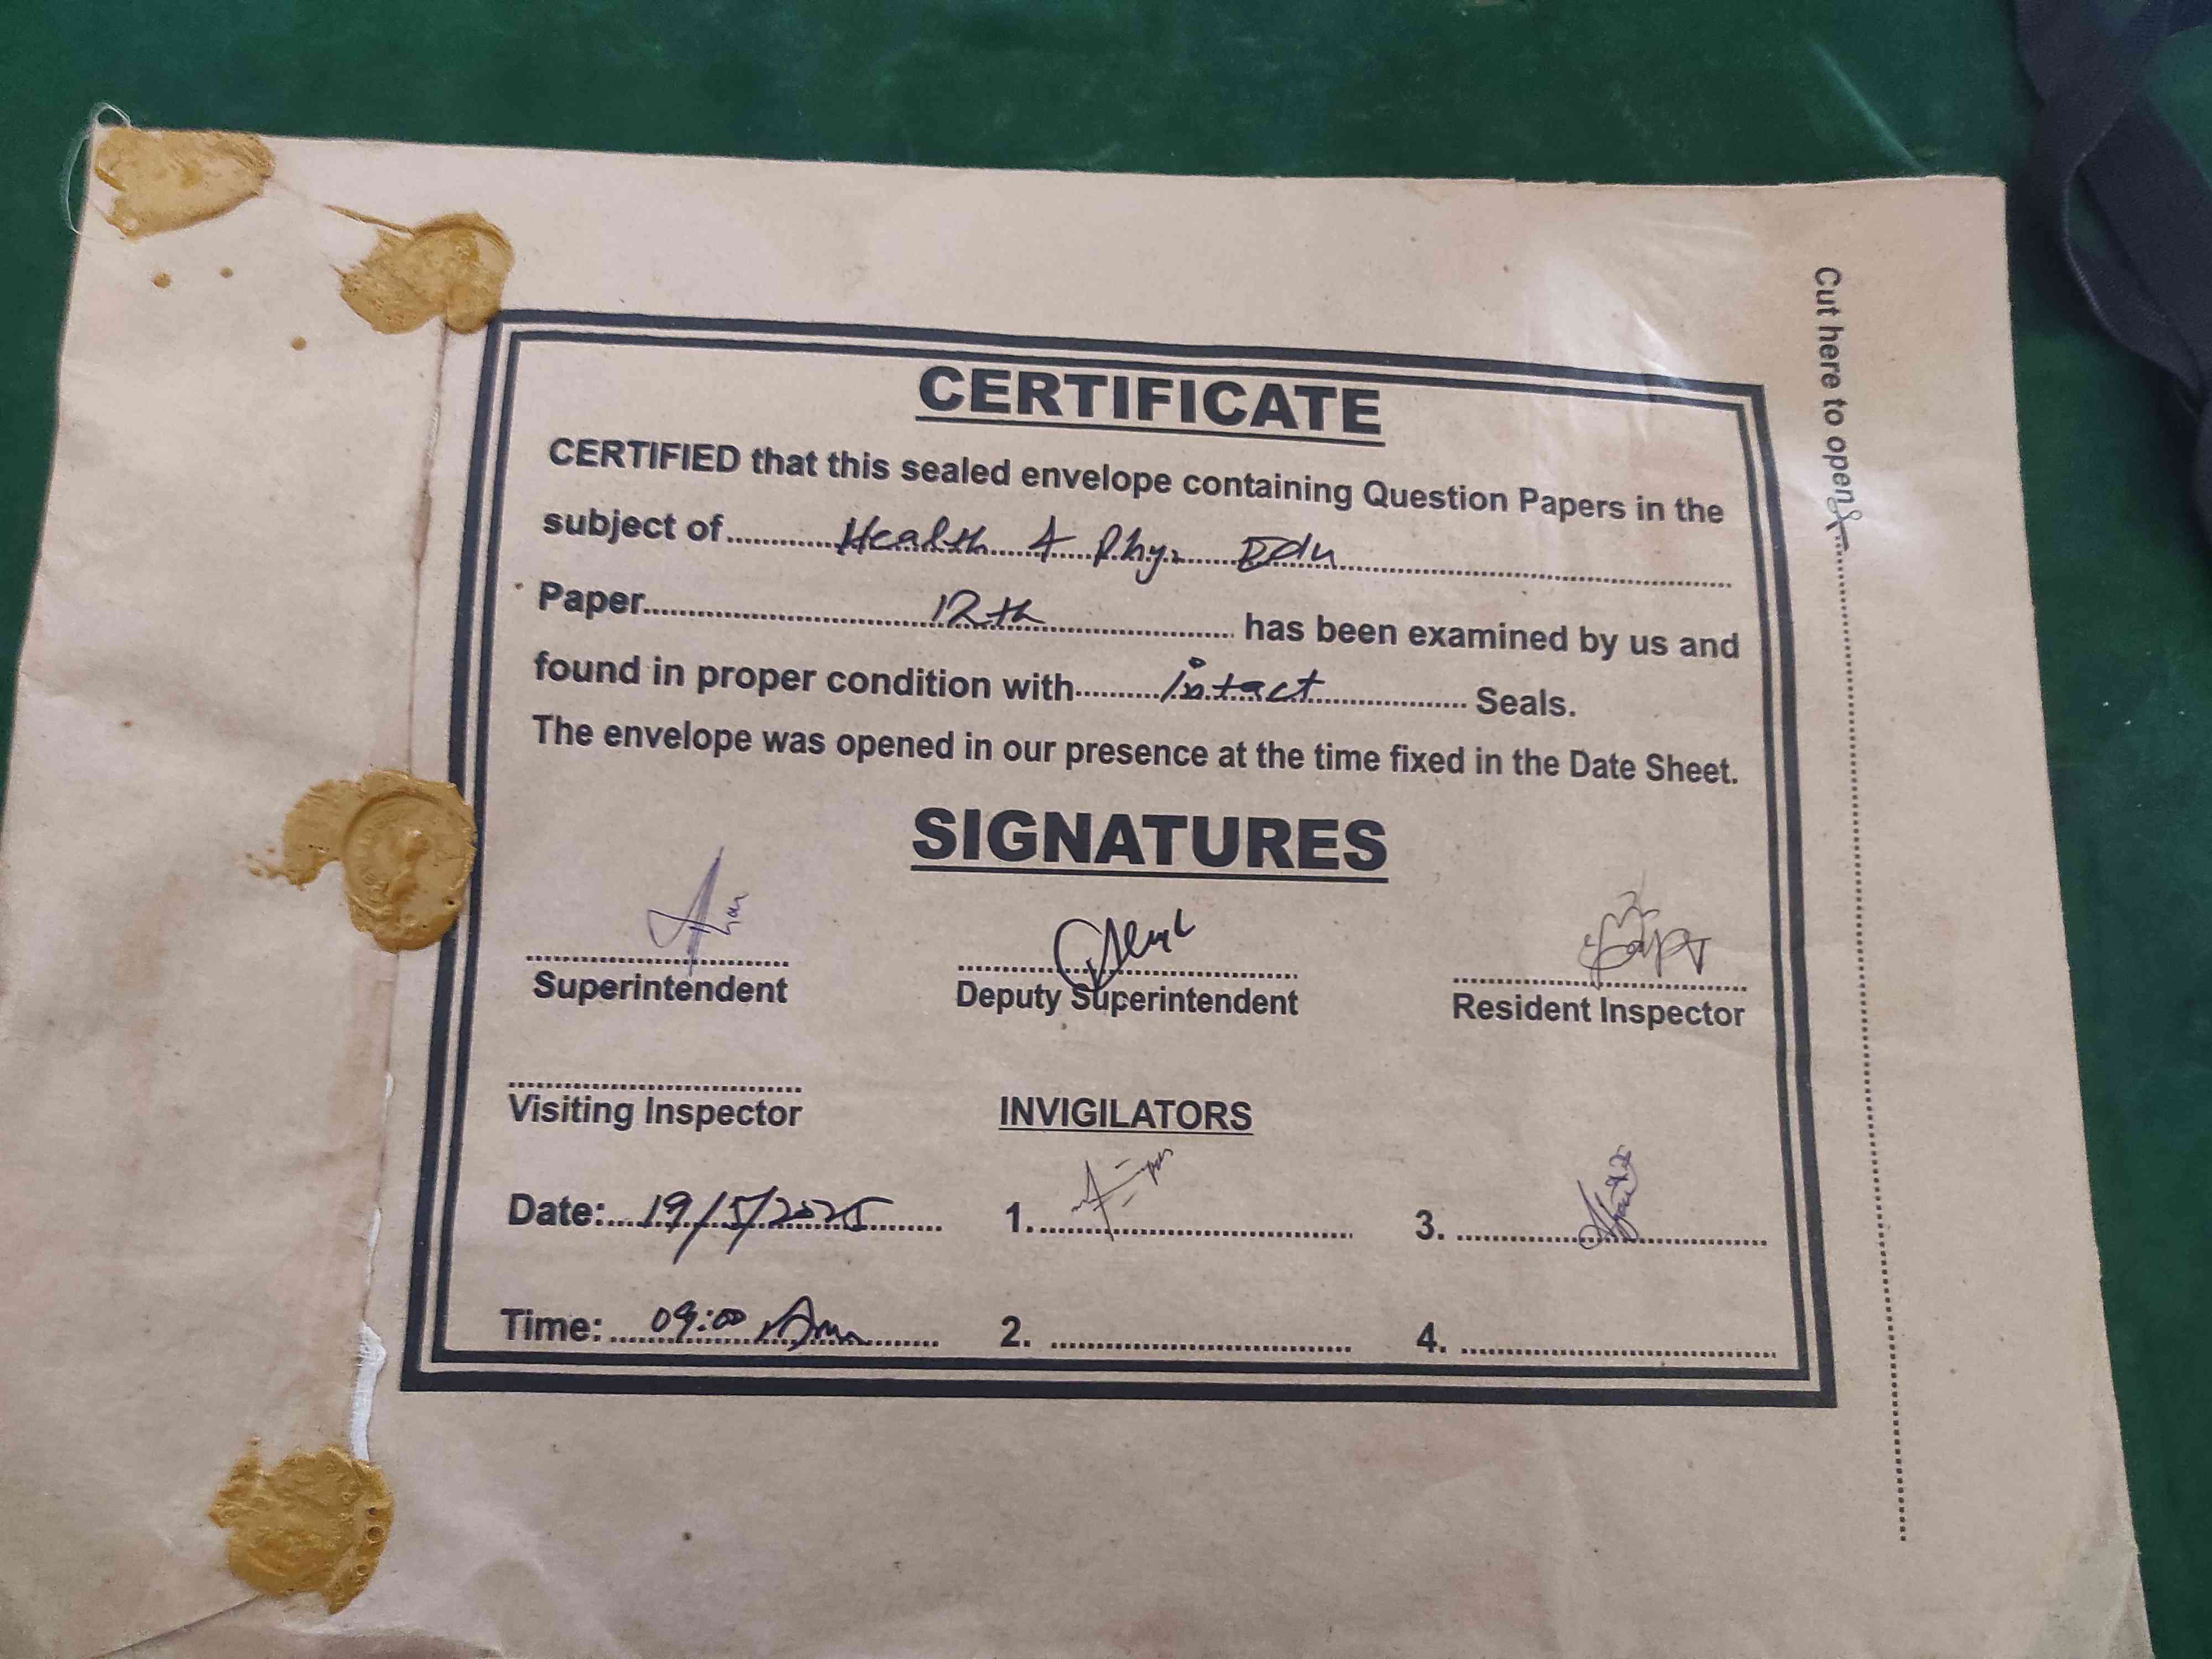 CERTIFICATE
CERTIFIED that this sealed envelope containing Question Papers in the
subject of Health & Phy. Edu
Paper 12th has been examined by us and
found in proper condition with intact Seals.
The envelope was opened in our presence at the time fixed in the Date Sheet.
SIGNATURES
Superintendent Deputy Superintendent Resident Inspector
Visiting Inspector INVIGILATORS
Date: 19/5/2025 1. 3.
Time: 09:00 Am 2. 4.
Cut here to open